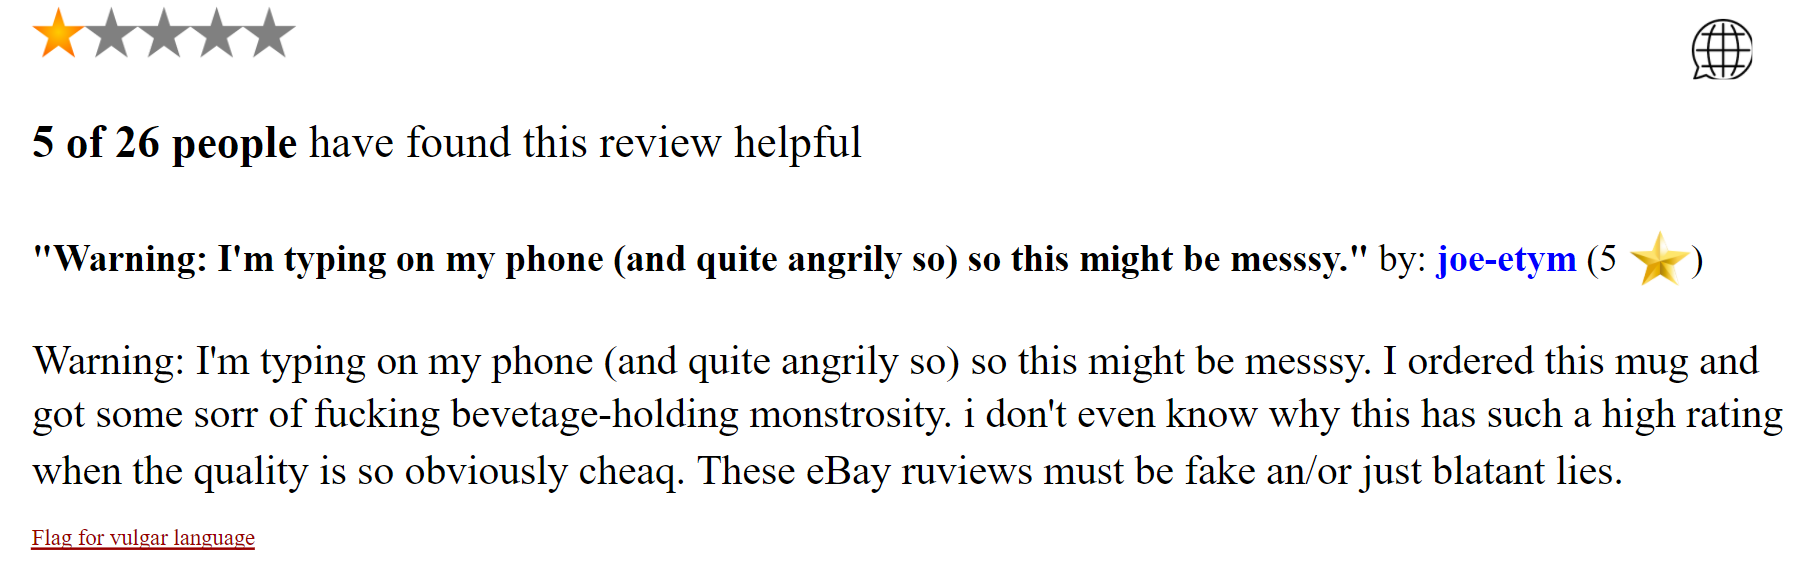 5 of 26 people have found this review helpful
"Warning: I'm typing on my phone (and quite angrily so) so this might be messsy." by: joe-etym (5 )
Warning: I'm typing on my phone (and quite angrily so) so this might be messsy. I ordered this mug and
got some sorr of fucking bevetage-holding monstrosity. i don't even know why this has such a high rating
when the quality is so obviously cheaq. These eBay ruviews must be fake an/or just blatant lies.
Flag for vulgar language